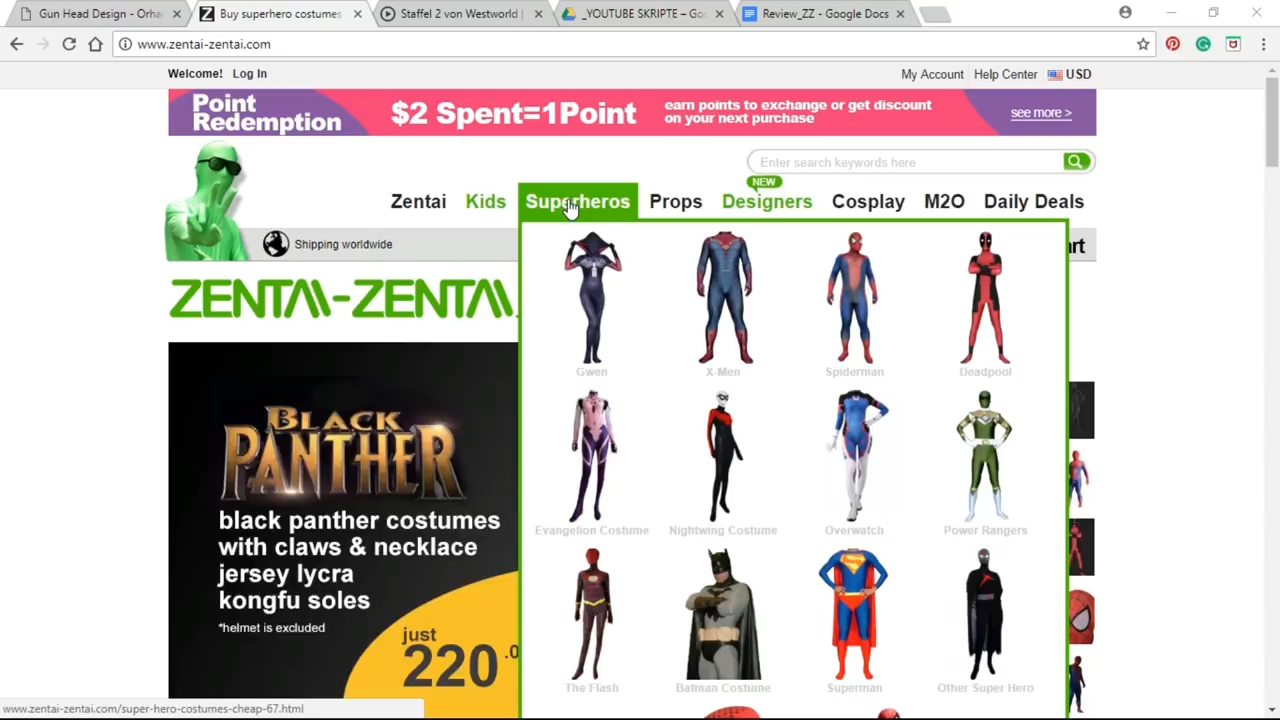 Gun Head Design - Orha
Buy superhero costumes
Staffel 2 von Westworld |
_YOUTUBE SKRIPTE – Goo
Review_ZZ - Google Docs
www.zentai-zentai.com
Welcome! Log In
My Account Help Center USD
Point Redemption
$2 Spent=1Point
earn points to exchange or get discount
on your next purchase
see more >
Enter search keywords here
NEW
Zentai Kids Superheros Props Designers Cosplay M2O Daily Deals
Shipping worldwide
ZENTAI-ZENTAI
Gwen X-Men Spiderman Deadpool
Evangelion Costume Nightwing Costume Overwatch Power Rangers
The Flash Batman Costume Superman Other Super Hero
BLACK
PANTHER
black panther costumes
with claws & necklace
jersey lycra
kongfu soles
*helmet is excluded
just
220.0
www.zentai-zentai.com/super-hero-costumes-cheap-67.html